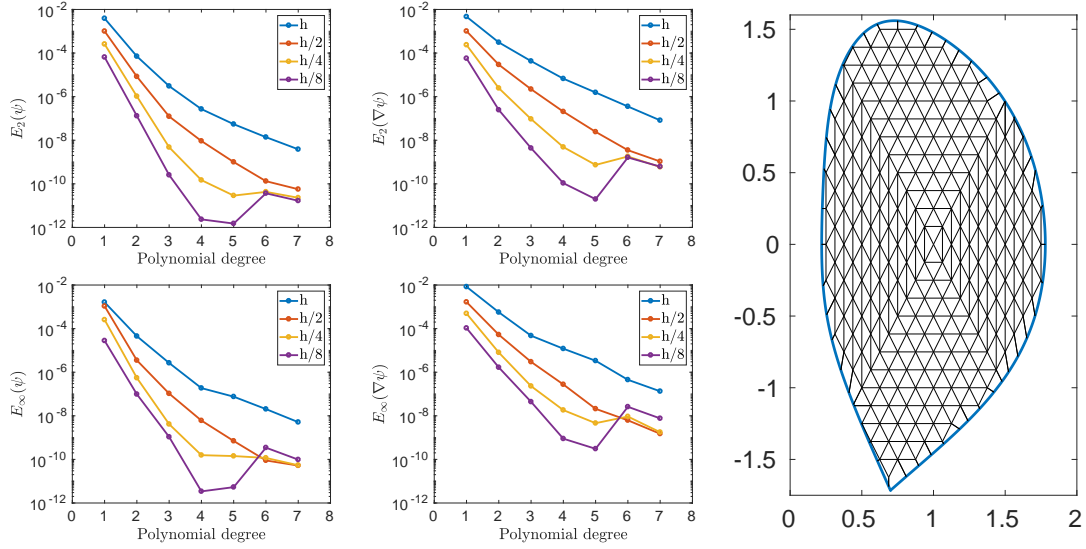 10^{-2}
10^{-4}
10^{-6}
10^{-8}
10^{-10}
10^{-12}
E_2(ψ)
h
h/2
h/4
h/8
0 1 2 3 4 5 6 7 8
Polynomial degree
10^{-2}
10^{-4}
10^{-6}
10^{-8}
10^{-10}
10^{-12}
E_2(∇ψ)
h
h/2
h/4
h/8
0 1 2 3 4 5 6 7 8
Polynomial degree
10^{-2}
10^{-4}
10^{-6}
10^{-8}
10^{-10}
10^{-12}
E_∞(ψ)
h
h/2
h/4
h/8
0 1 2 3 4 5 6 7 8
Polynomial degree
10^{-2}
10^{-4}
10^{-6}
10^{-8}
10^{-10}
10^{-12}
E_∞(∇ψ)
h
h/2
h/4
h/8
0 1 2 3 4 5 6 7 8
Polynomial degree
1.5
1
0.5
0
-0.5
-1
-1.5
0 0.5 1 1.5 2